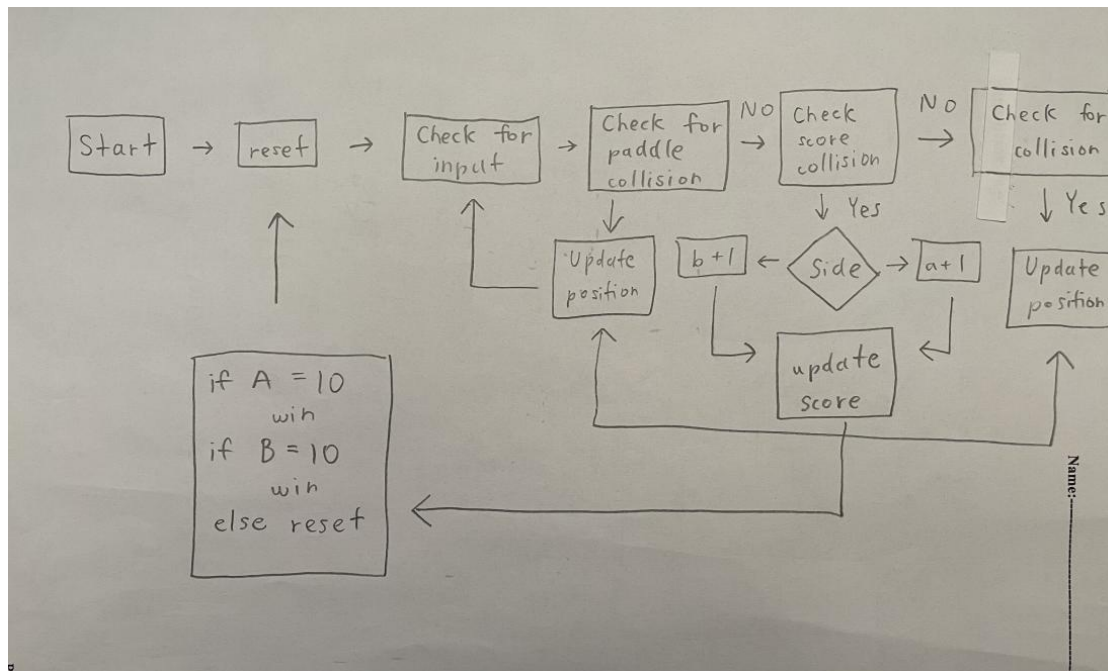 Start
reset
Check for
input
Check for
paddle
collision
NO
Check
score
collision
NO
Check for
collision
Yes
Yes
Update
position
b+1
Side
a+1
Update
position
update
score
if A = 10
win
if B = 10
win
else reset
Name: